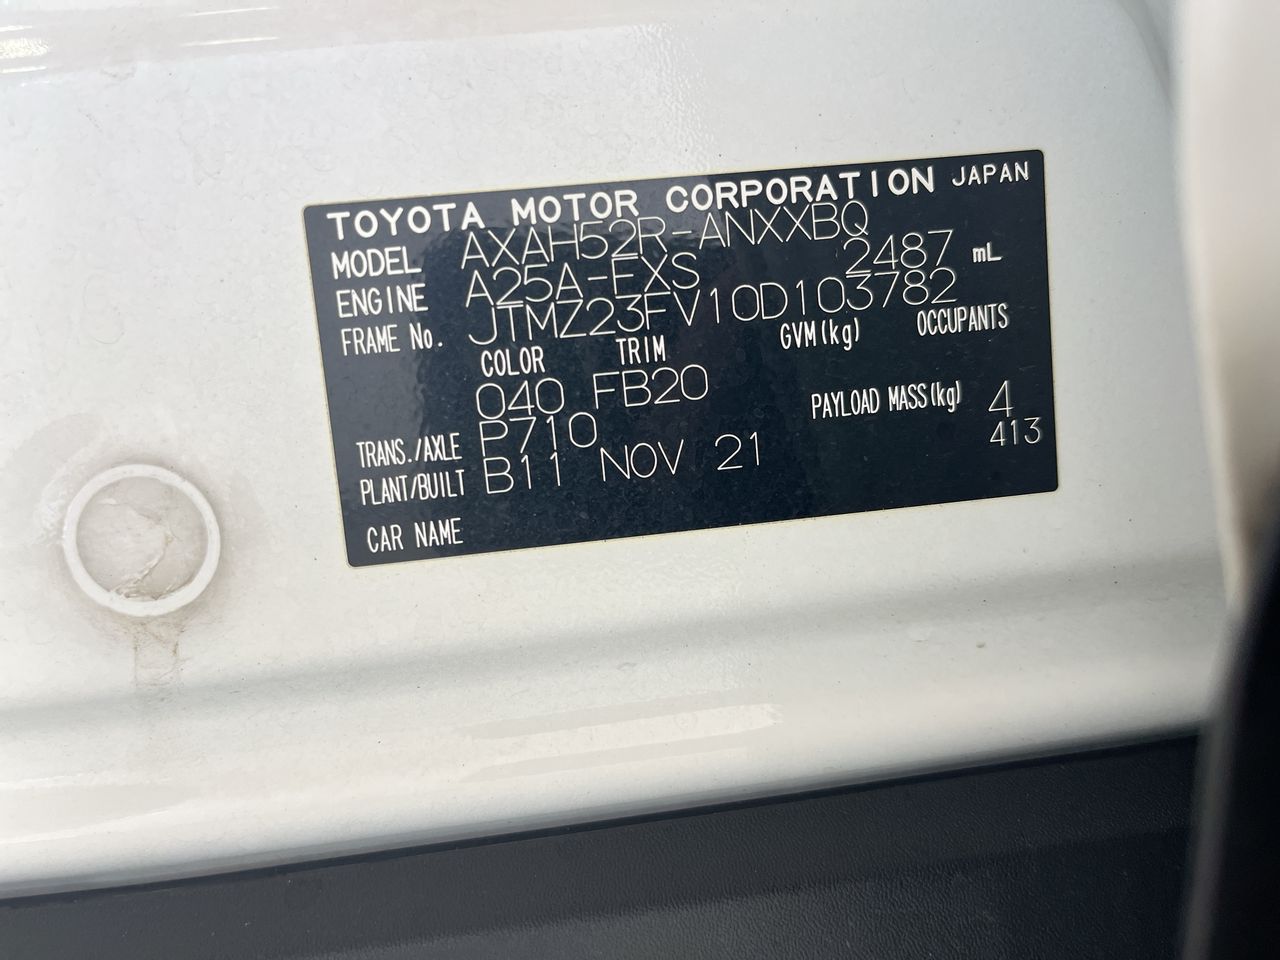 TOYOTA MOTOR CORPORATION JAPAN
MODEL AXAH52R-ANXXBQ
ENGINE A25A-FXS 2487 mL
FRAME No. JTMZ23FV10D103782
COLOR TRIM GVM(kg) OCCUPANTS
040 FB20
PAYLOAD MASS(kg) 4
TRANS./AXLE P710 413
PLANT/BUILT B11 NOV 21
CAR NAME